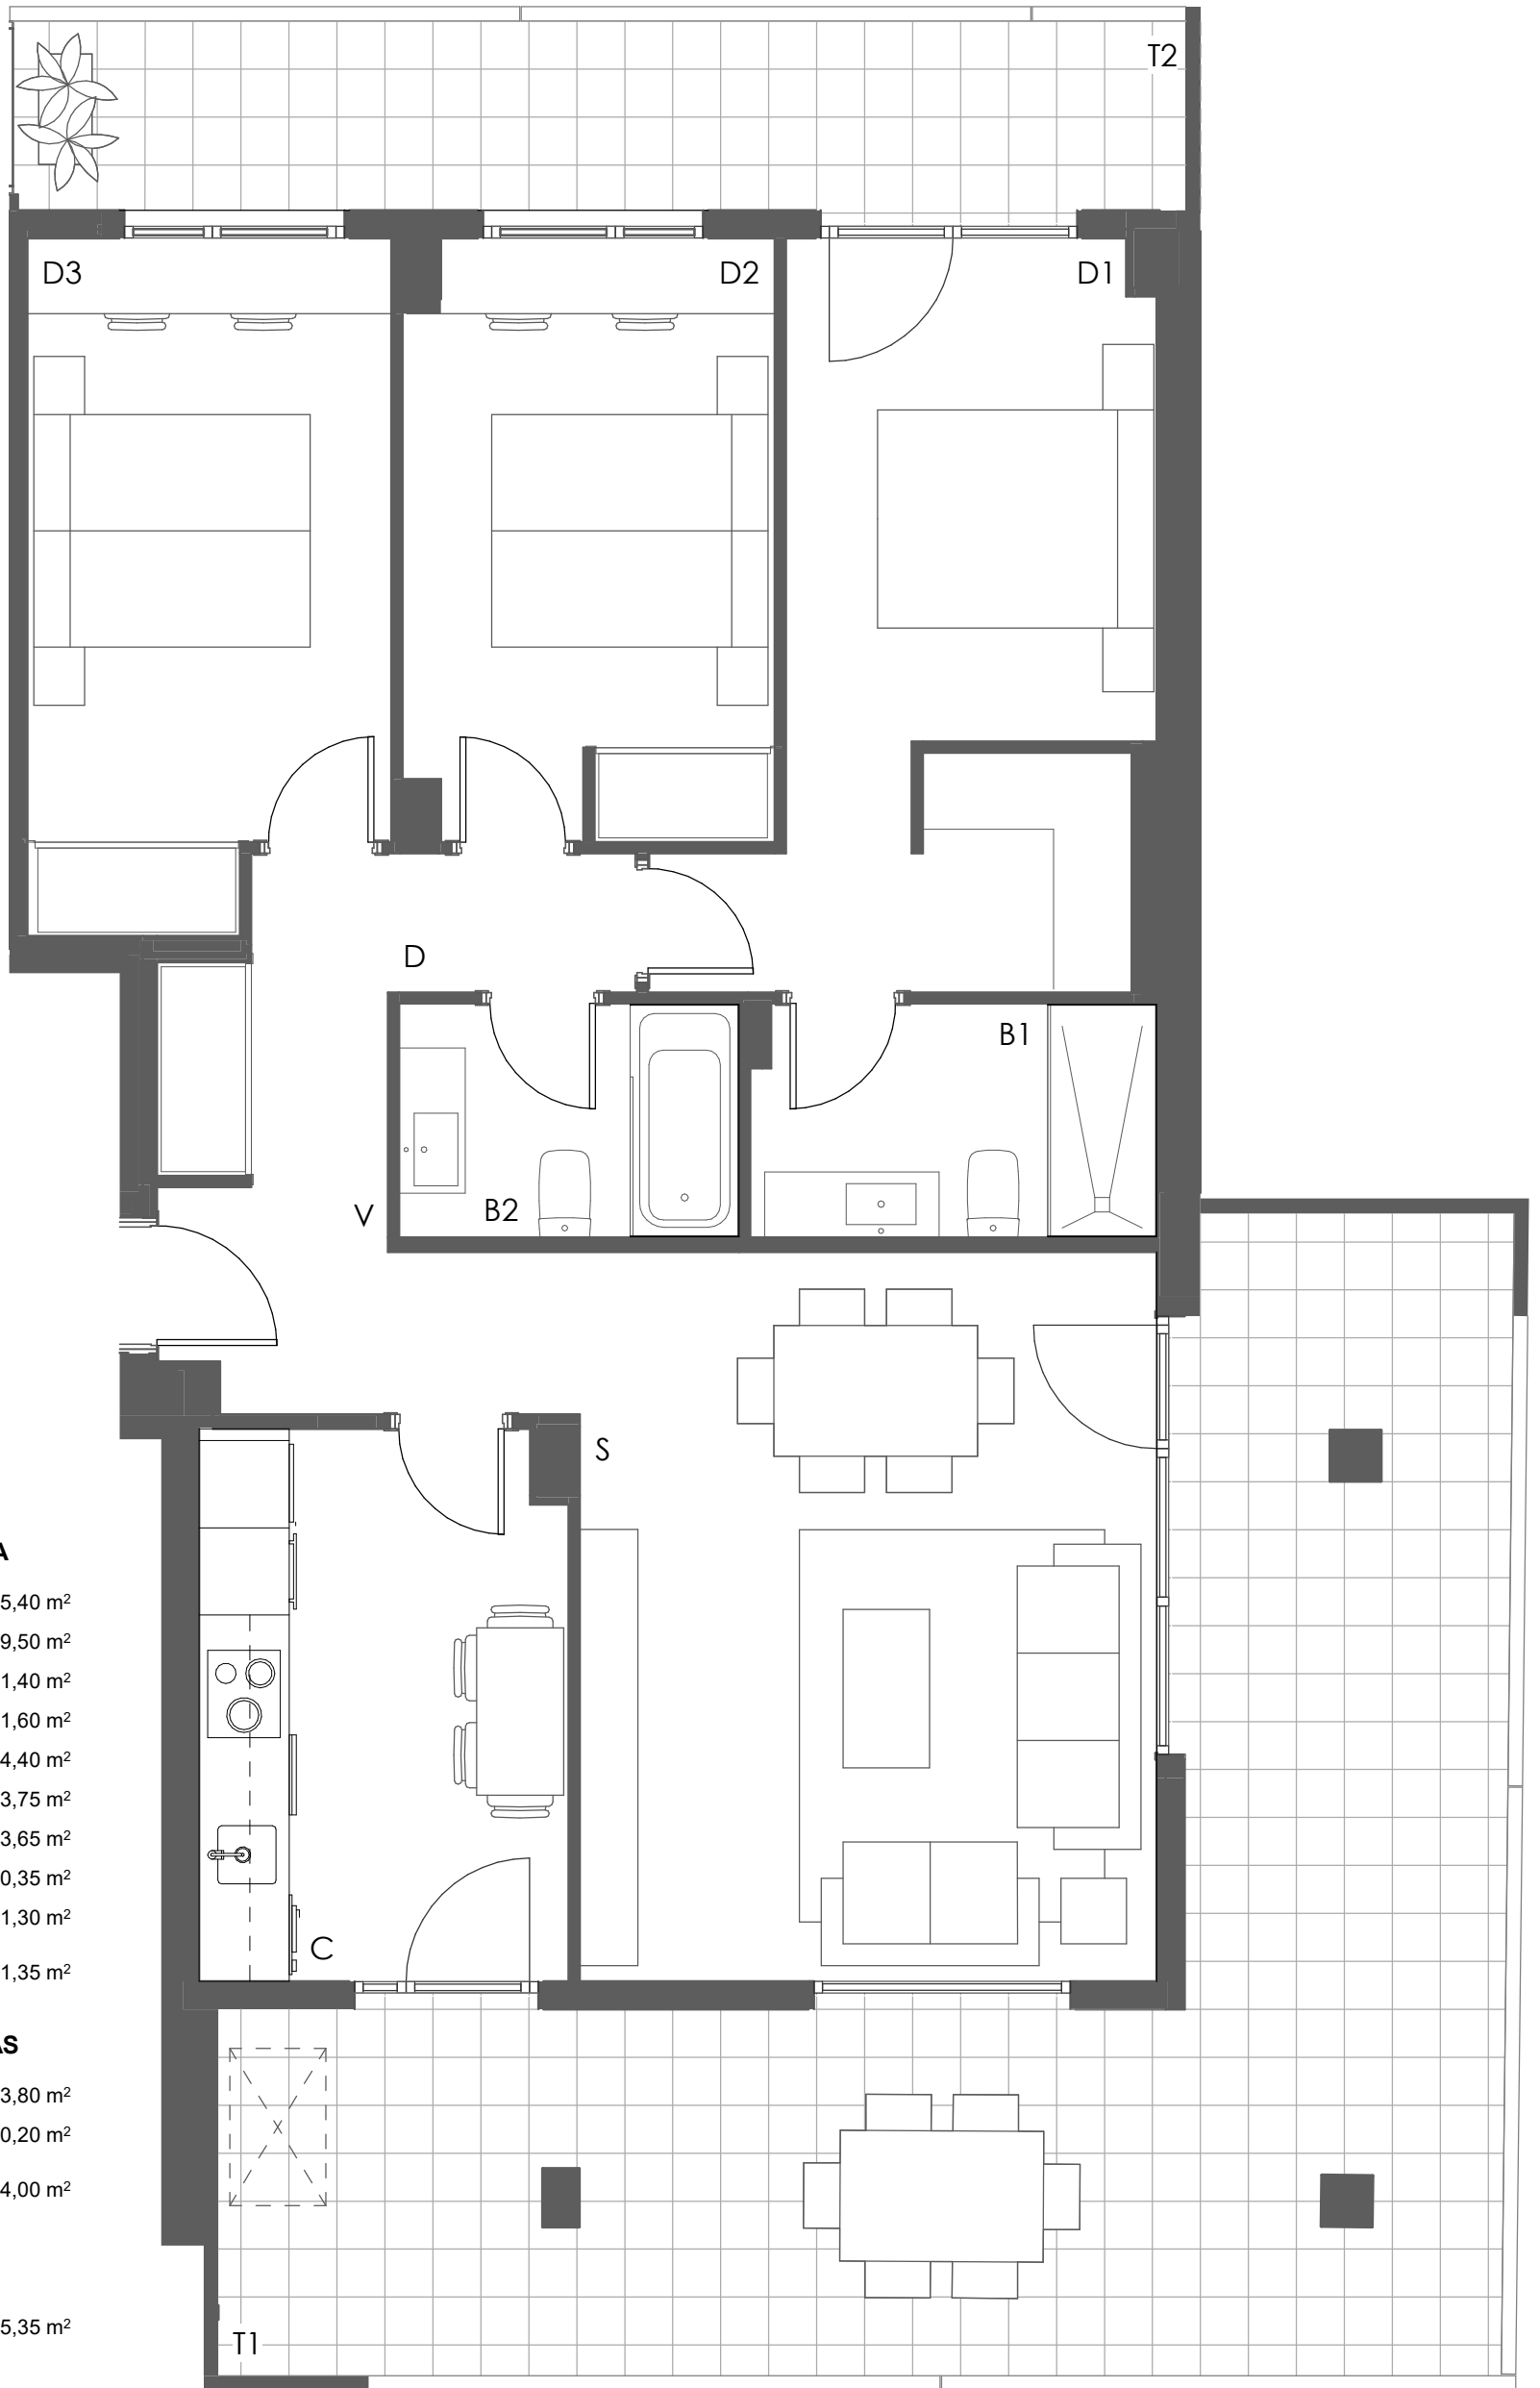 T2
D3
D2
D1
D
B1
B2
V
S
A
5,40 m²
9,50 m²
1,40 m²
1,60 m²
4,40 m²
3,75 m²
3,65 m²
0,35 m²
1,30 m²
1,35 m²
C
AS
3,80 m²
0,20 m²
4,00 m²
5,35 m²
T1